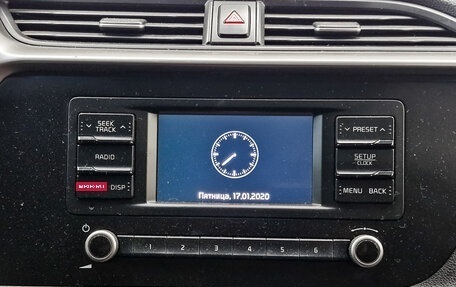 SEEK
TRACK
RADIO
DISP
PRESET
SETUP
CLOCK
MENU BACK
Пятница, 17.01.2020
1 2 3 4 5 6